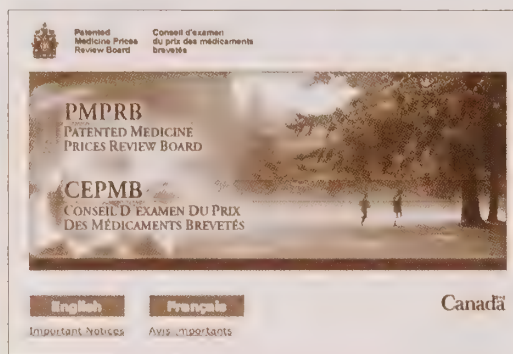 Patented
Medicine Prices
Review Board
Conseil d'examen
du prix des médicaments
brevetés
PMPRB
PATENTED MEDICINE
PRICES REVIEW BOARD
CEPMB
CONSEIL D'EXAMEN DU PRIX
DES MÉDICAMENTS BREVETÉS
English
Français
Canada
Important Notices
Avis importants